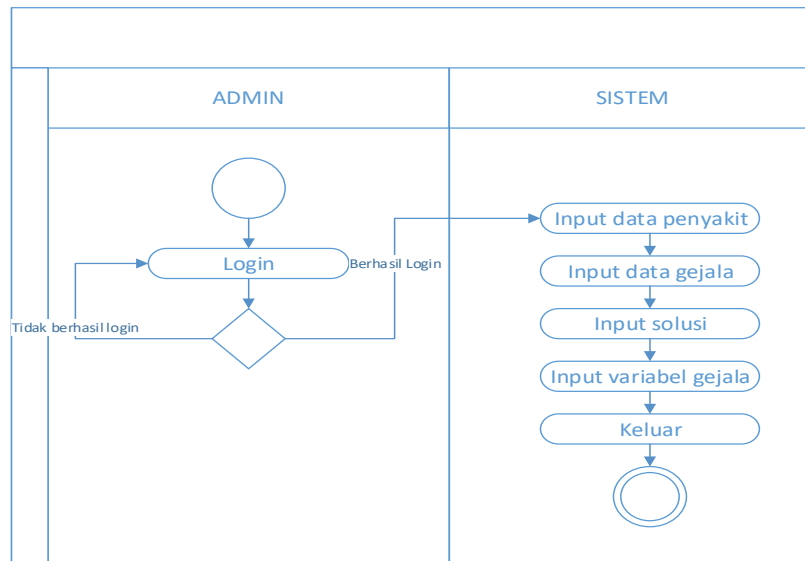 ADMIN
SISTEM
Login
Berhasil Login
Tidak berhasil login
Input data penyakit
Input data gejala
Input solusi
Input variabel gejala
Keluar